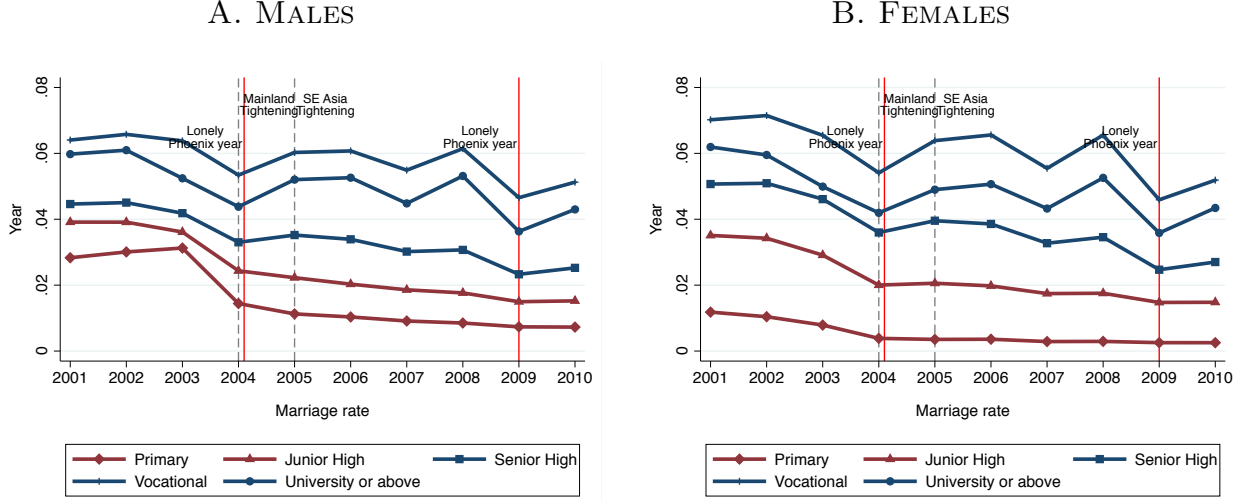 A. MALES
.08
.06
.04
.02
0
Year
Mainland
Tightening
SE Asia
Tightening
Lonely
Phoenix year
Lonely
Phoenix year
2001 2002 2003 2004 2005 2006 2007 2008 2009 2010
Marriage rate
Primary Junior High Senior High
Vocational University or above
B. FEMALES
.08
.06
.04
.02
0
Year
Mainland
Tightening
SE Asia
Tightening
Lonely
Phoenix year
Lonely
Phoenix year
2001 2002 2003 2004 2005 2006 2007 2008 2009 2010
Marriage rate
Primary Junior High Senior High
Vocational University or above